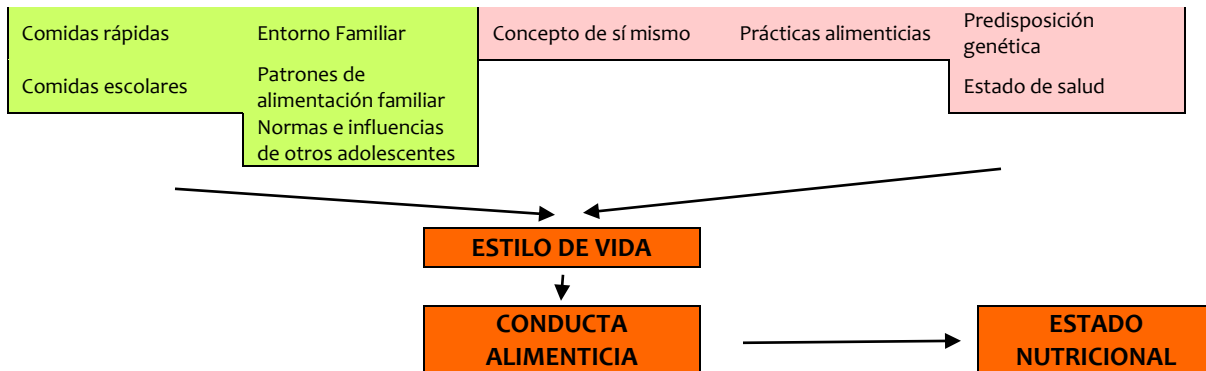 Comidas rápidas
Entorno Familiar
Concepto de sí mismo
Prácticas alimenticias
Predisposición
genética
Comidas escolares
Patrones de
alimentación familiar
Estado de salud
Normas e influencias
de otros adolescentes
ESTILO DE VIDA
CONDUCTA
ALIMENTICIA
ESTADO
NUTRICIONAL